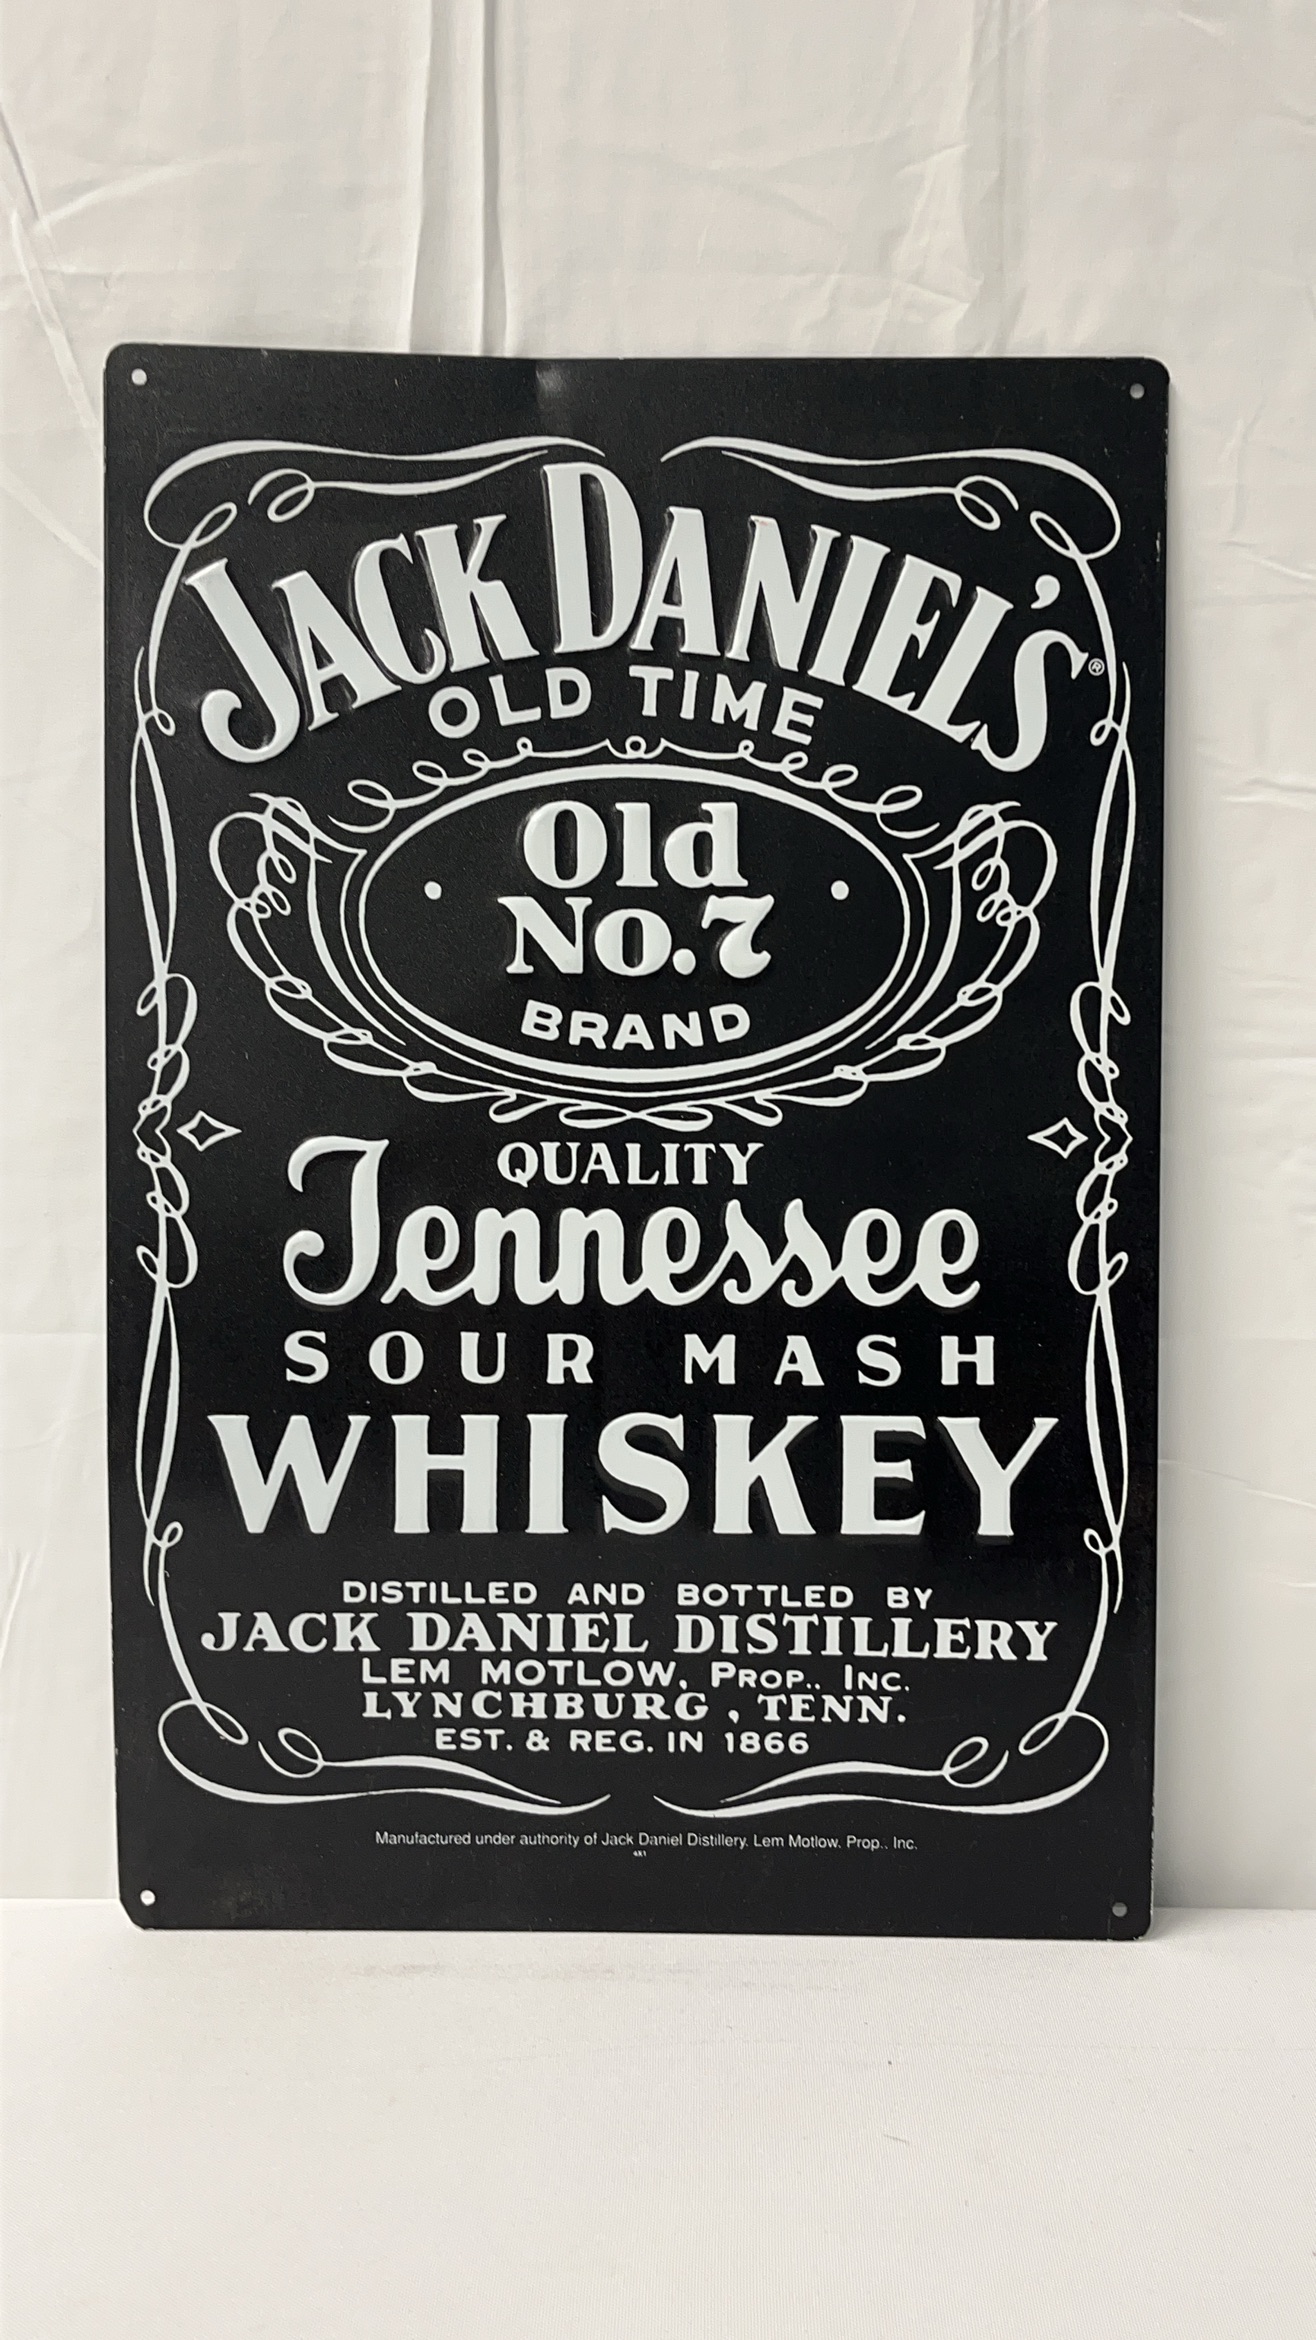 JACK DANIEL'S®
OLD TIME
Old
No.7
BRAND
QUALITY
Tennessee
SOUR MASH
WHISKEY
DISTILLED AND BOTTLED BY
JACK DANIEL DISTILLERY
LEM MOTLOW, PROP., INC.
LYNCHBURG, TENN.
EST. & REG. IN 1866
Manufactured under authority of Jack Daniel Distillery. Lem Motlow. Prop., Inc.
4X1